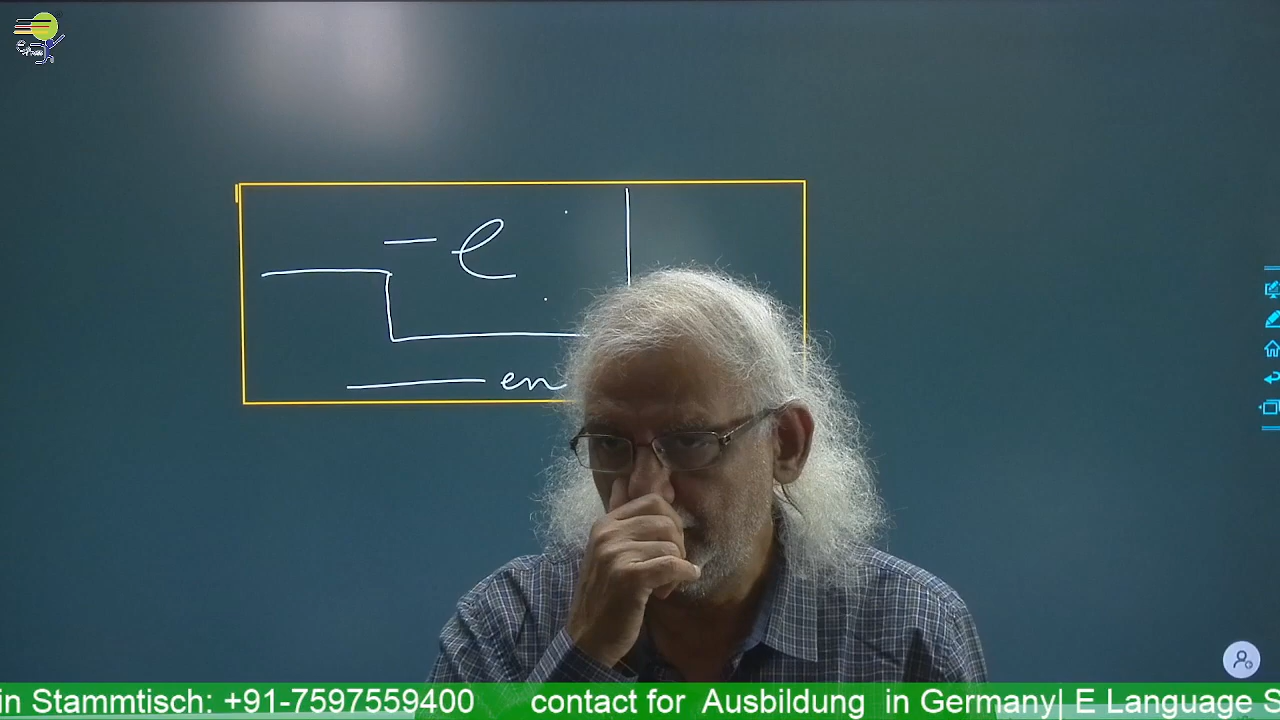 - e
en
in Stammtisch: +91-7597559400 contact for Ausbildung in Germany| E Language S